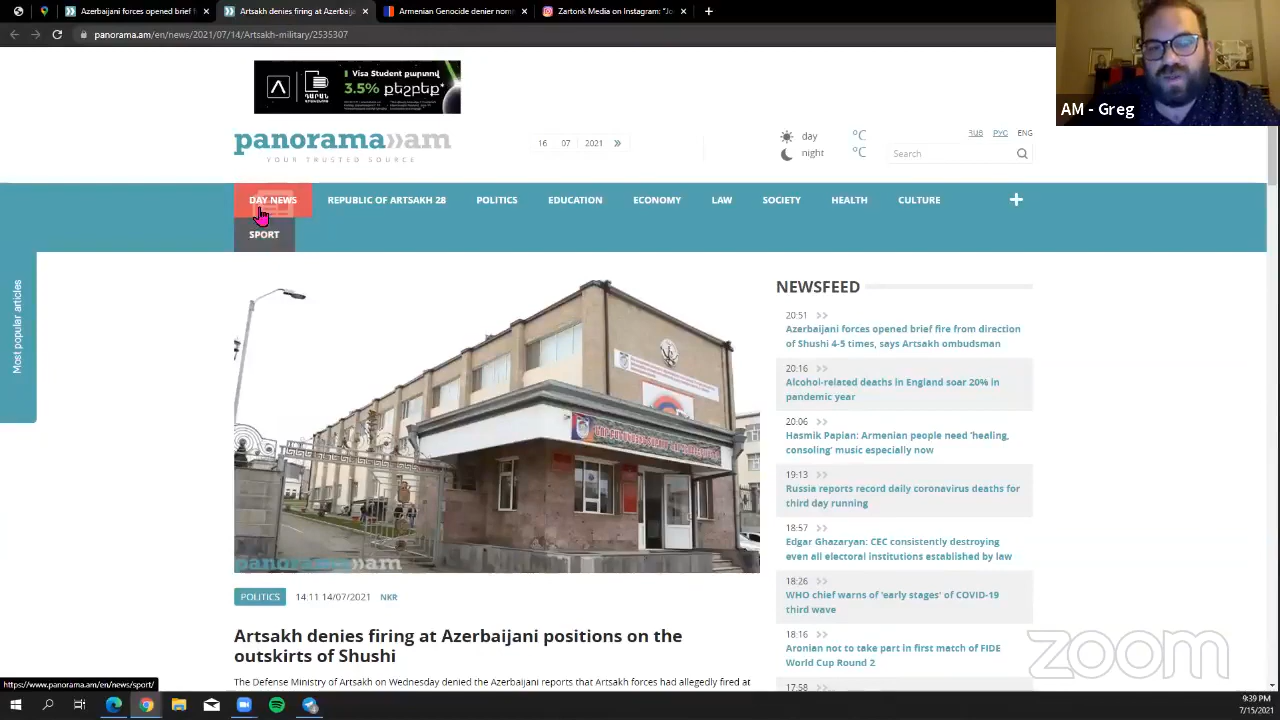 Azerbaijani forces opened brief f
Artsakh denies firing at Azerbaija
Armenian Genocide denier nom
Zartonk Media on Instagram: "Jo
panorama.am/en/news/2021/07/14/Artsakh-military/2535307
AM - Greg
Visa Student քարտով
3.5% քեշբեք*
panorama»am
YOUR TRUSTED SOURCE
16 07 2021 »
day °C
night °C
ՀԱՅ РУС ENG
Search
DAY NEWS
REPUBLIC OF ARTSAKH 28
POLITICS
EDUCATION
ECONOMY
LAW
SOCIETY
HEALTH
CULTURE
+
SPORT
Most popular articles
panorama»am
POLITICS 14:11 14/07/2021 NKR
Artsakh denies firing at Azerbaijani positions on the
outskirts of Shushi
The Defense Ministry of Artsakh on Wednesday denied the Azerbaijani reports that Artsakh forces had allegedly fired at
NEWSFEED
20:51 »
Azerbaijani forces opened brief fire from direction
of Shushi 4-5 times, says Artsakh ombudsman
20:16 »
Alcohol-related deaths in England soar 20% in
pandemic year
20:06 »
Hasmik Papian: Armenian people need 'healing,
consoling' music especially now
19:13 »
Russia reports record daily coronavirus deaths for
third day running
18:57 »
Edgar Ghazaryan: CEC consistently destroying
even all electoral institutions established by law
18:26 »
WHO chief warns of 'early stages' of COVID-19
third wave
18:16 »
Aronian not to take part in first match of FIDE
World Cup Round 2
17:58 »
zoom
https://www.panorama.am/en/news/sport/
9:39 PM
7/15/2021